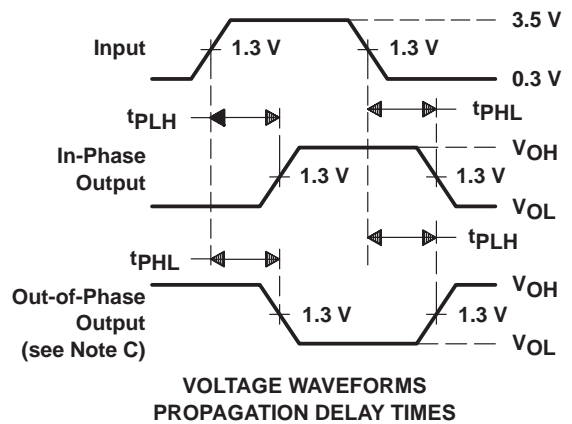 3.5 V
Input
1.3 V
1.3 V
0.3 V
tPLH
tPHL
In-Phase
Output
VOH
1.3 V
1.3 V
VOL
tPHL
tPLH
Out-of-Phase
Output
(see Note C)
VOH
1.3 V
1.3 V
VOL
VOLTAGE WAVEFORMS
PROPAGATION DELAY TIMES